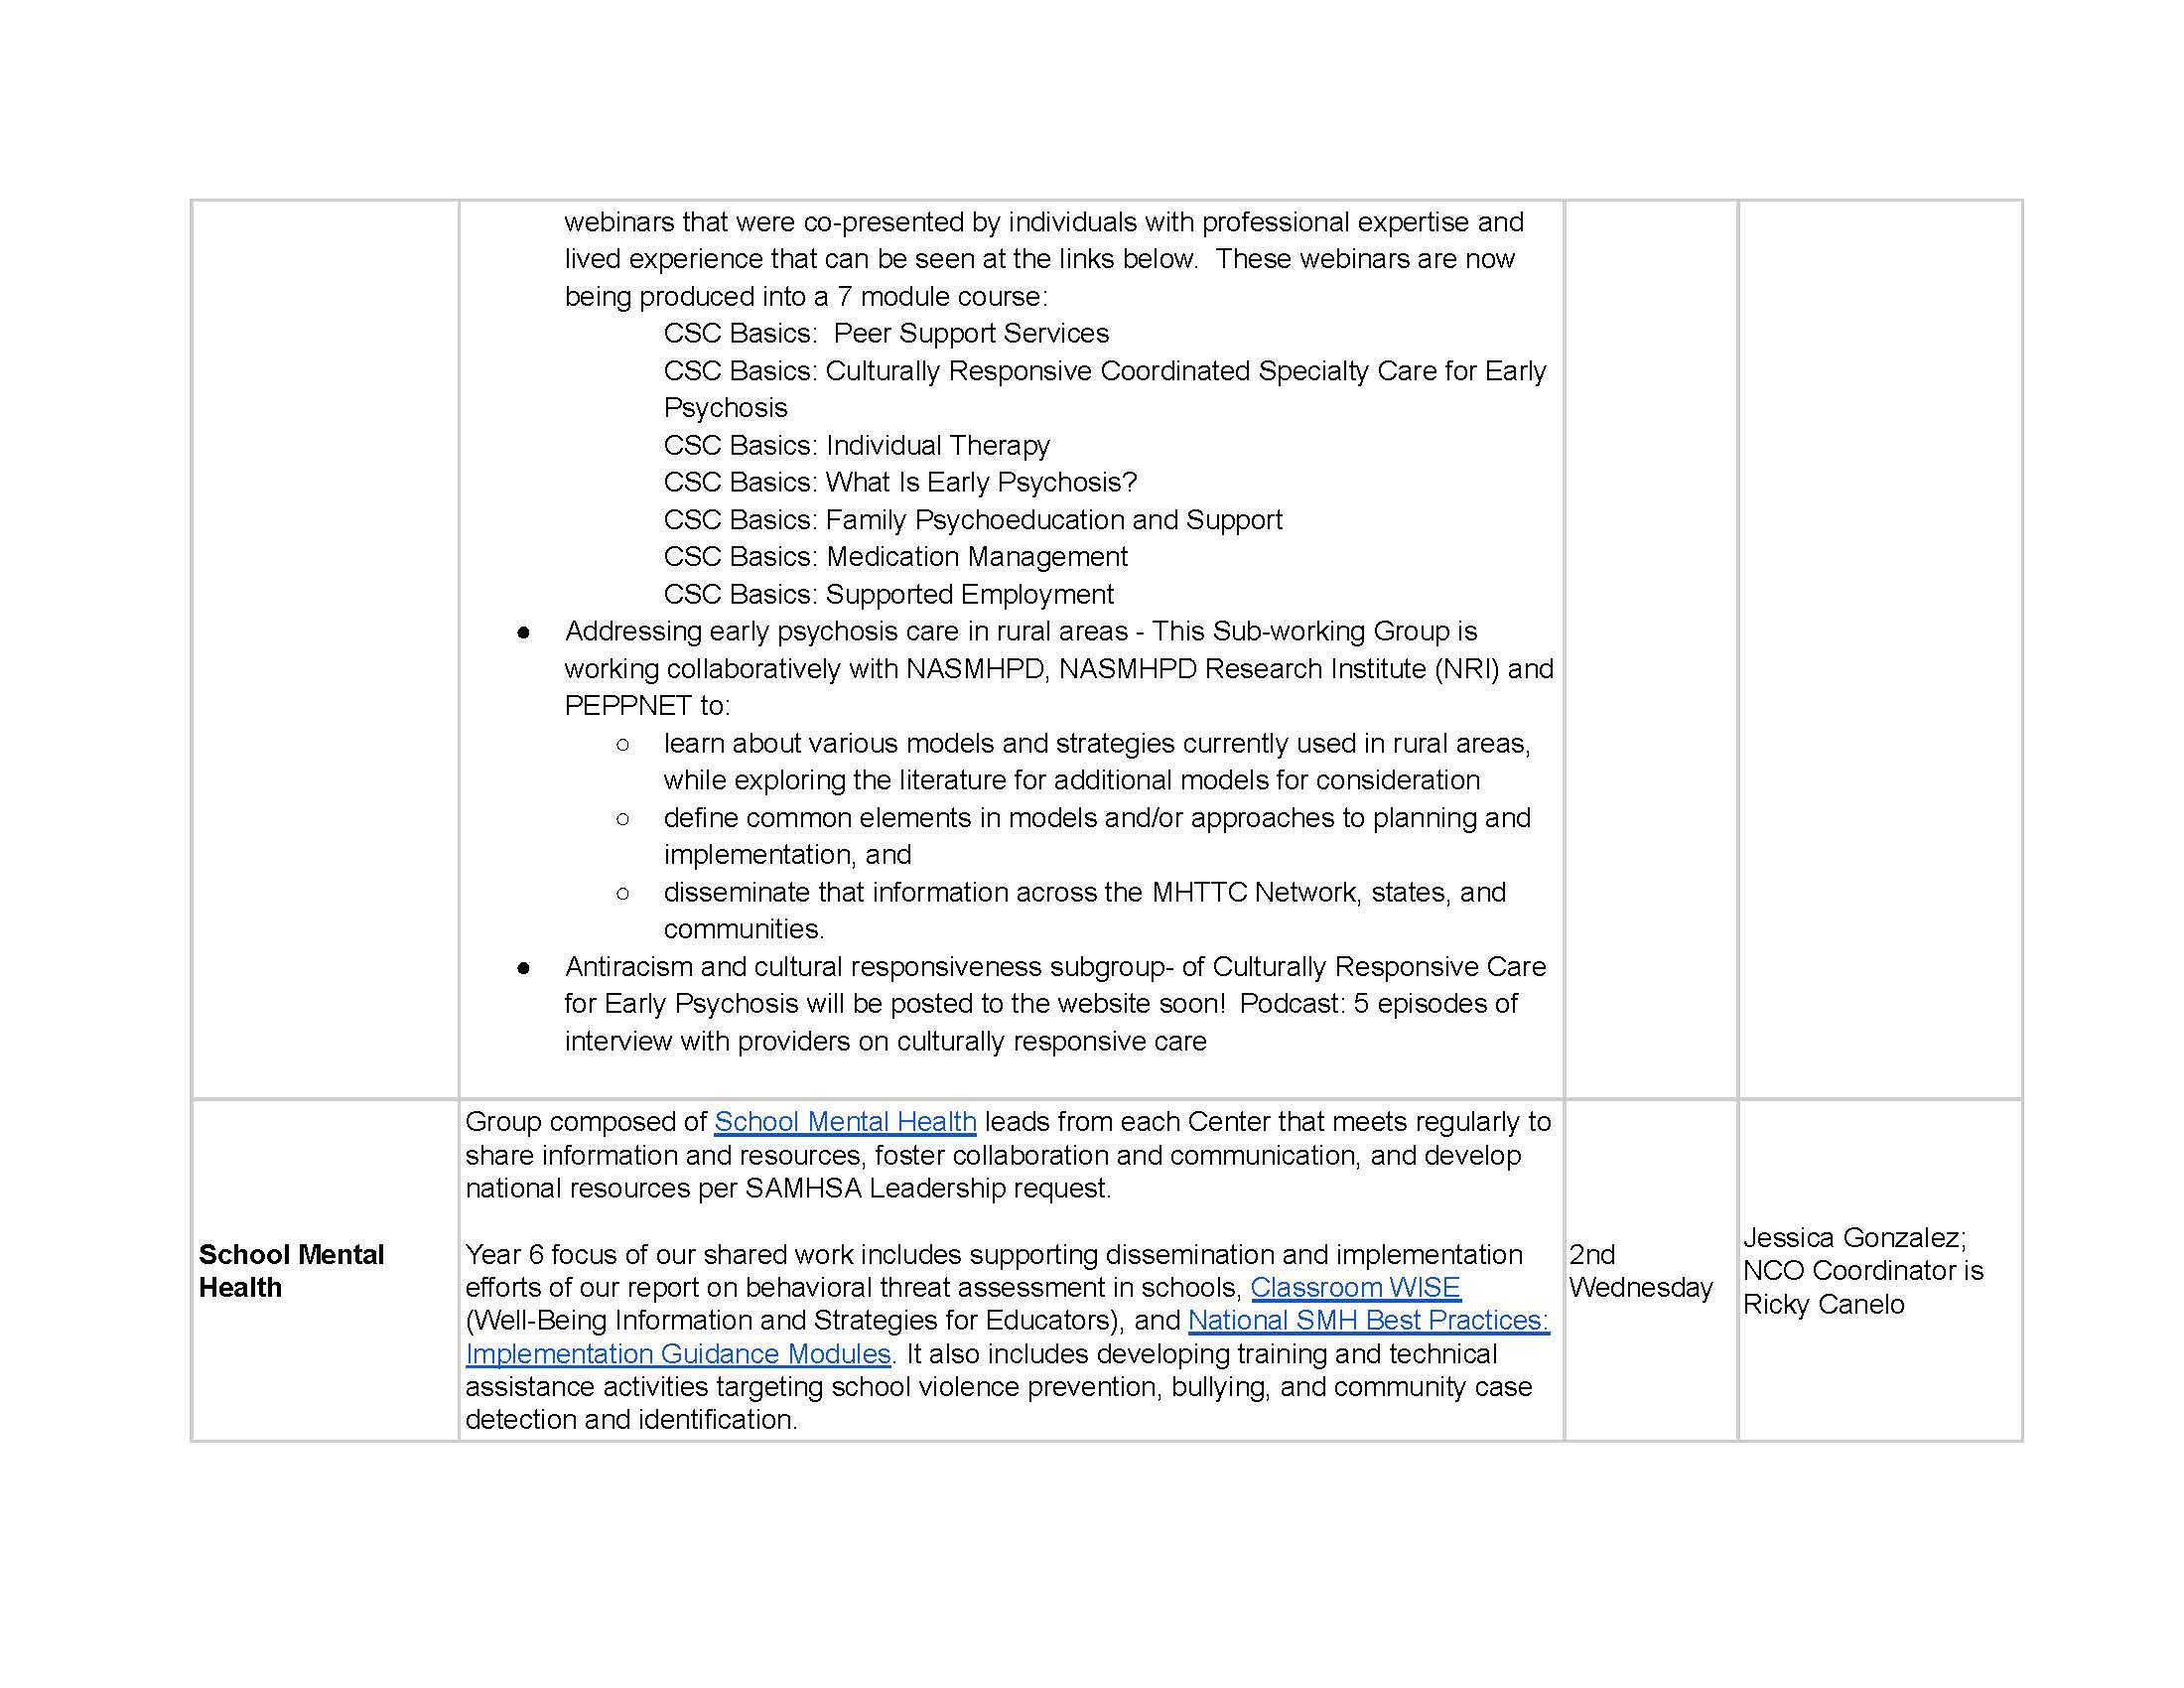 webinars that were co-presented by individuals with professional expertise and
lived experience that can be seen at the links below.  These webinars are now
being produced into a 7 module course:
CSC Basics:  Peer Support Services
CSC Basics: Culturally Responsive Coordinated Specialty Care for Early
Psychosis
CSC Basics: Individual Therapy
CSC Basics: What Is Early Psychosis?
CSC Basics: Family Psychoeducation and Support
CSC Basics: Medication Management
CSC Basics: Supported Employment
● Addressing early psychosis care in rural areas - This Sub-working Group is
working collaboratively with NASMHPD, NASMHPD Research Institute (NRI) and
PEPPNET to:
○ learn about various models and strategies currently used in rural areas,
while exploring the literature for additional models for consideration
○ define common elements in models and/or approaches to planning and
implementation, and
○ disseminate that information across the MHTTC Network, states, and
communities.
● Antiracism and cultural responsiveness subgroup- of Culturally Responsive Care
for Early Psychosis will be posted to the website soon!  Podcast: 5 episodes of
interview with providers on culturally responsive care
School Mental
Health
Group composed of School Mental Health leads from each Center that meets regularly to
share information and resources, foster collaboration and communication, and develop
national resources per SAMHSA Leadership request.
Year 6 focus of our shared work includes supporting dissemination and implementation
efforts of our report on behavioral threat assessment in schools, Classroom WISE
(Well-Being Information and Strategies for Educators), and National SMH Best Practices:
Implementation Guidance Modules. It also includes developing training and technical
assistance activities targeting school violence prevention, bullying, and community case
detection and identification.
2nd
Wednesday
Jessica Gonzalez;
NCO Coordinator is
Ricky Canelo